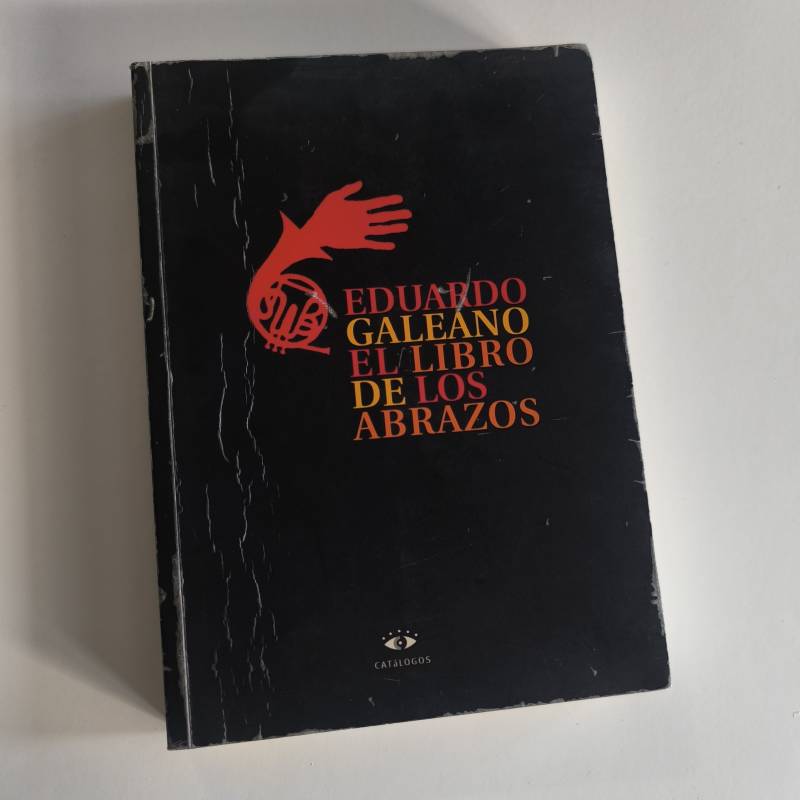 EDUARDO
GALEANO
EL LIBRO
DE LOS
ABRAZOS
CATáLOGOS